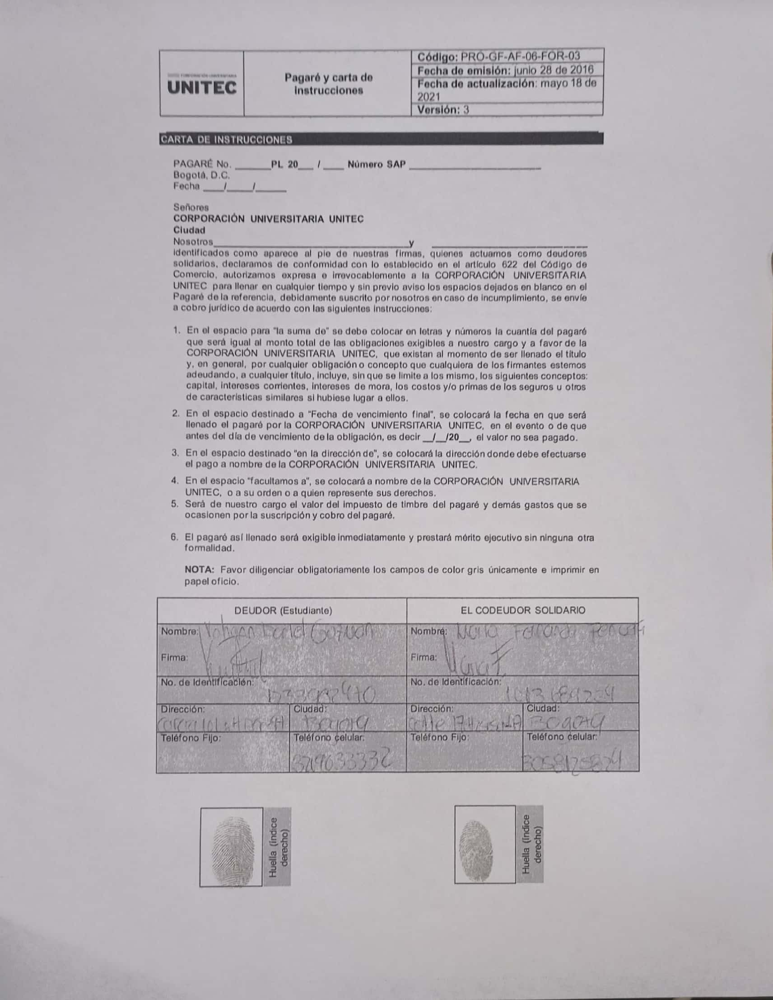 UNITEC
Pagaré y carta de
instrucciones
Código: PRO-GF-AF-06-FOR-03
Fecha de emisión: junio 28 de 2016
Fecha de actualización: mayo 18 de
2021
Versión: 3
CARTA DE INSTRUCCIONES
PAGARÉ No. ______PL 20___ / ____ Número SAP ______________________
Bogotá, D.C.
Fecha ____/_____/______
Señores
CORPORACIÓN UNIVERSITARIA UNITEC
Ciudad
Nosotros________________________________y __________________________
identificados como aparece al pie de nuestras firmas, quienes actuamos como deudores
solidarios, declaramos de conformidad con lo establecido en el artículo 622 del Código de
Comercio, autorizamos expresa e irrevocablemente a la CORPORACIÓN UNIVERSITARIA
UNITEC para llenar en cualquier tiempo y sin previo aviso los espacios dejados en blanco en el
Pagaré de la referencia, debidamente suscrito por nosotros en caso de incumplimiento, se envíe
a cobro jurídico de acuerdo con las siguientes instrucciones:
1. En el espacio para "la suma de" se debe colocar en letras y números la cuantía del pagaré
que será igual al monto total de las obligaciones exigibles a nuestro cargo y a favor de la
CORPORACIÓN UNIVERSITARIA UNITEC, que existan al momento de ser llenado el título
y, en general, por cualquier obligación o concepto que cualquiera de los firmantes estemos
adeudando, a cualquier título, incluye, sin que se limite a los mismo, los siguientes conceptos:
capital, intereses corrientes, intereses de mora, los costos y/o primas de los seguros u otros
de características similares si hubiese lugar a ellos.
2. En el espacio destinado a "Fecha de vencimiento final", se colocará la fecha en que será
llenado el pagaré por la CORPORACIÓN UNIVERSITARIA UNITEC, en el evento o de que
antes del día de vencimiento de la obligación, es decir __/__/20__, el valor no sea pagado.
3. En el espacio destinado "en la dirección de", se colocará la dirección donde debe efectuarse
el pago a nombre de la CORPORACIÓN UNIVERSITARIA UNITEC.
4. En el espacio "facultamos a", se colocará a nombre de la CORPORACIÓN UNIVERSITARIA
UNITEC, o a su orden o a quien represente sus derechos.
5. Será de nuestro cargo el valor del impuesto de timbre del pagaré y demás gastos que se
ocasionen por la suscripción y cobro del pagaré.
6. El pagaré así llenado será exigible inmediatamente y prestará mérito ejecutivo sin ninguna otra
formalidad.
NOTA: Favor diligenciar obligatoriamente los campos de color gris únicamente e imprimir en
papel oficio.
DEUDOR (Estudiante) EL CODEUDOR SOLIDARIO
Nombre: Nombre: Maria
Firma: Firma:
No. de Identificación: No. de Identificación:
Dirección: Ciudad: Dirección: Ciudad:
Bogota Calle Bogota
Teléfono Fijo: Teléfono celular: Teléfono Fijo: Teléfono celular:
Huella (índice
derecho)
Huella (índice
derecho)